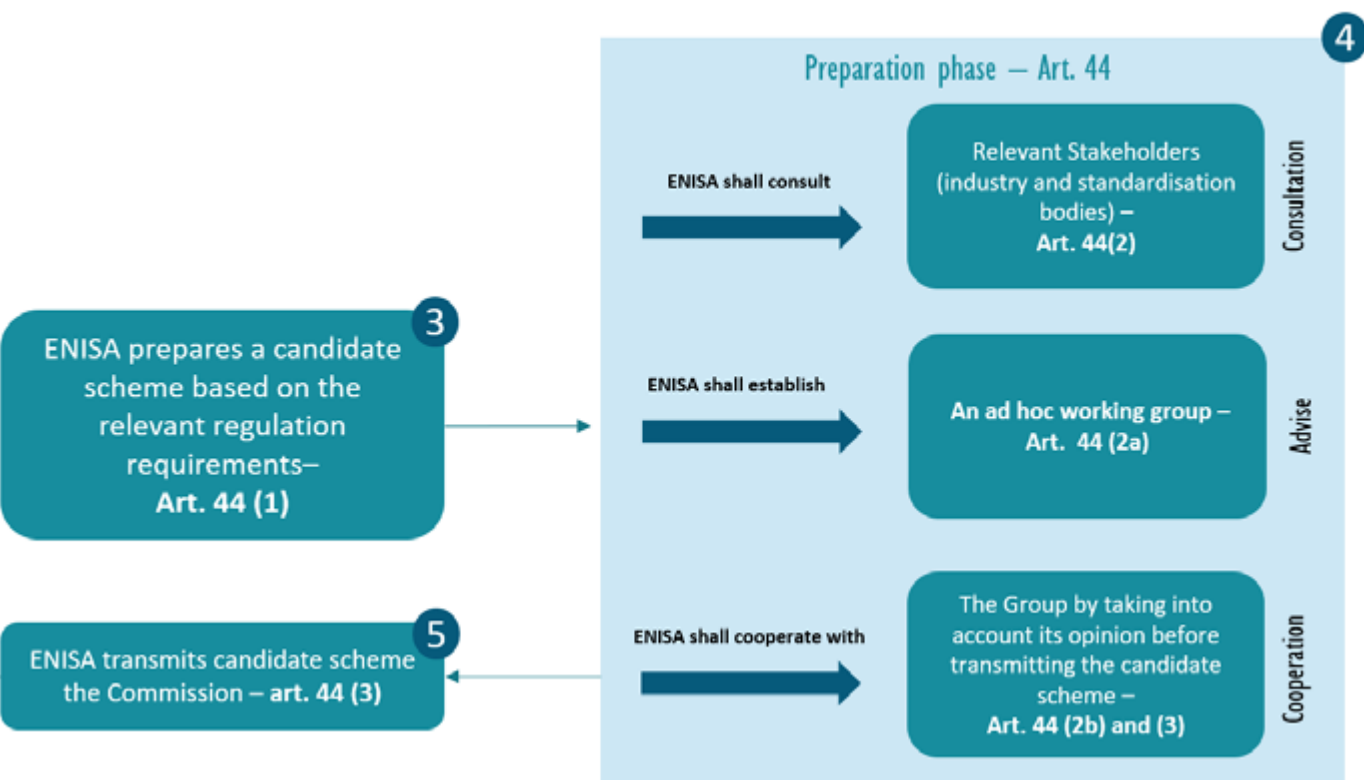 4
Preparation phase – Art. 44
ENISA shall consult
Relevant Stakeholders
(industry and standardisation
bodies) –
Art. 44(2)
Consultation
3
ENISA prepares a candidate
scheme based on the
relevant regulation
requirements–
Art. 44 (1)
ENISA shall establish
An ad hoc working group –
Art. 44 (2a)
Advise
5
ENISA transmits candidate scheme
the Commission – art. 44 (3)
ENISA shall cooperate with
The Group by taking into
account its opinion before
transmitting the candidate
scheme –
Art. 44 (2b) and (3)
Cooperation